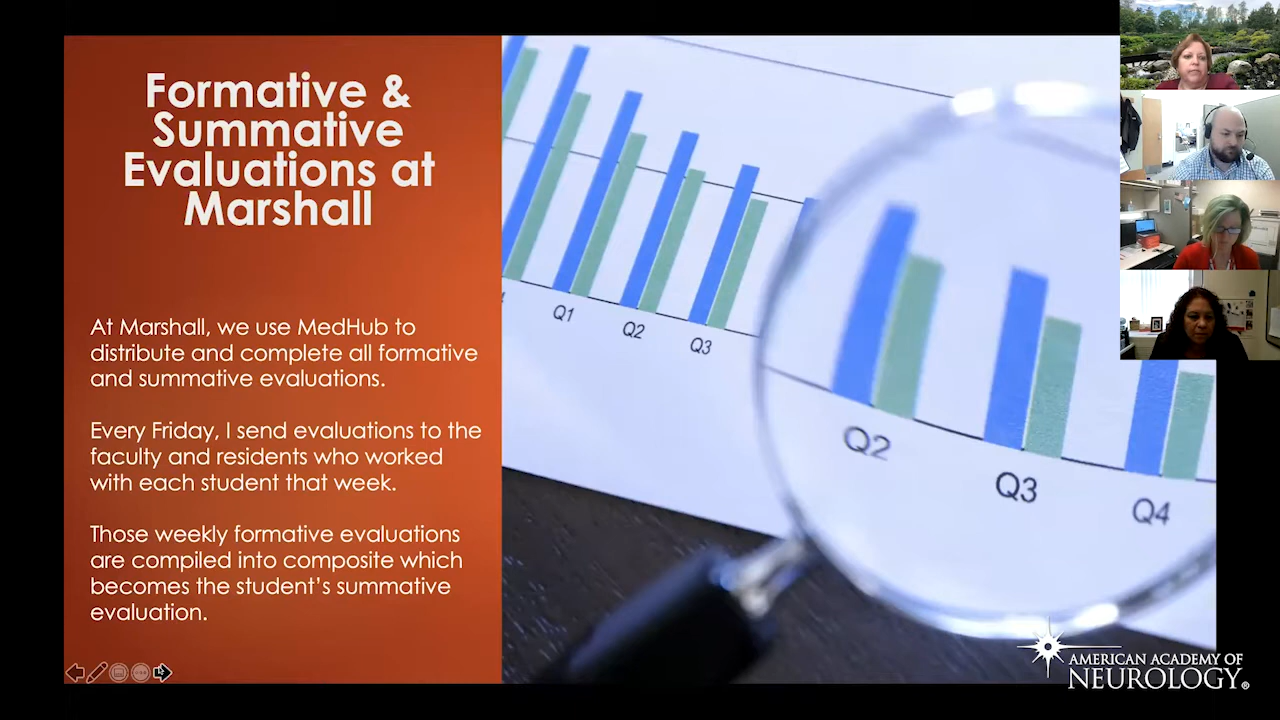 Formative &
Summative
Evaluations at
Marshall
At Marshall, we use MedHub to
distribute and complete all formative
and summative evaluations.
Every Friday, I send evaluations to the
faculty and residents who worked
with each student that week.
Those weekly formative evaluations
are compiled into composite which
becomes the student's summative
evaluation.
Q1
Q2
Q3
Q2
Q3
Q4
AMERICAN ACADEMY OF
NEUROLOGY®